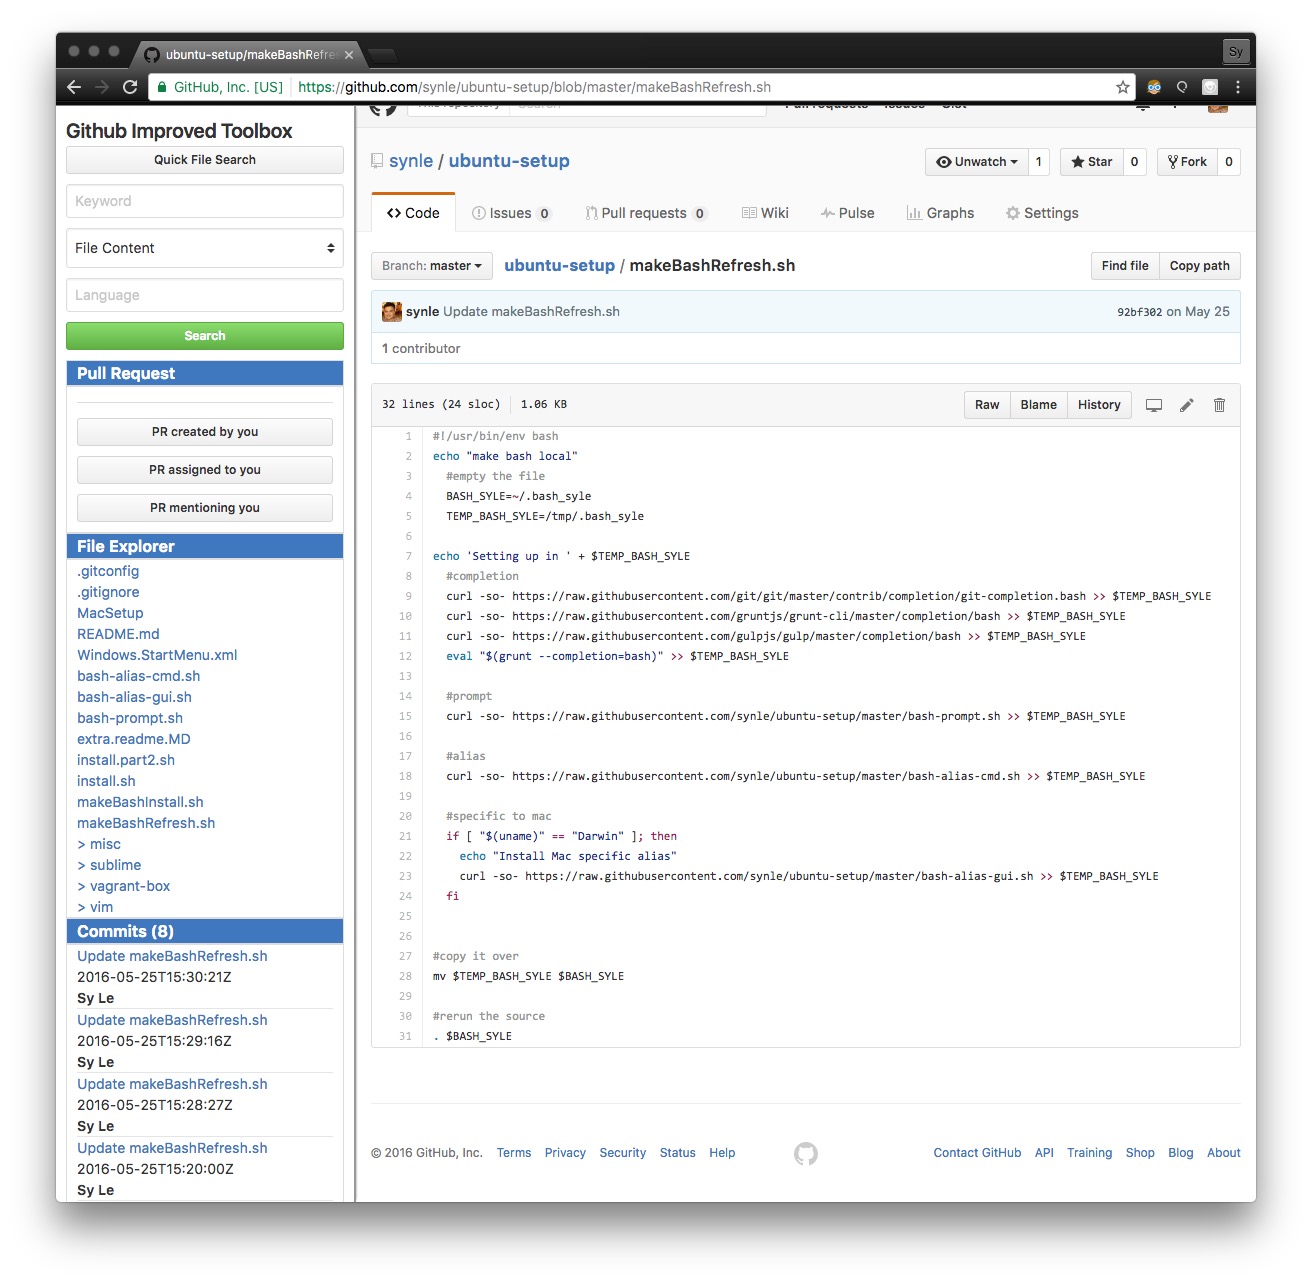 ubuntu-setup/makeBashRefre
Sy
GitHub, Inc. [US] https://github.com/synle/ubuntu-setup/blob/master/makeBashRefresh.sh
Github Improved Toolbox
Quick File Search
Keyword
File Content
Language
Search
Pull Request
PR created by you
PR assigned to you
PR mentioning you
File Explorer
.gitconfig
.gitignore
MacSetup
README.md
Windows.StartMenu.xml
bash-alias-cmd.sh
bash-alias-gui.sh
bash-prompt.sh
extra.readme.MD
install.part2.sh
install.sh
makeBashInstall.sh
makeBashRefresh.sh
> misc
> sublime
> vagrant-box
> vim
Commits (8)
Update makeBashRefresh.sh
2016-05-25T15:30:21Z
Sy Le
Update makeBashRefresh.sh
2016-05-25T15:29:16Z
Sy Le
Update makeBashRefresh.sh
2016-05-25T15:28:27Z
Sy Le
Update makeBashRefresh.sh
2016-05-25T15:20:00Z
Sy Le
synle / ubuntu-setup
Unwatch 1 Star 0 Fork 0
Code Issues 0 Pull requests 0 Wiki Pulse Graphs Settings
Branch: master ubuntu-setup / makeBashRefresh.sh Find file Copy path
synle Update makeBashRefresh.sh 92bf302 on May 25
1 contributor
32 lines (24 sloc) 1.06 KB Raw Blame History
1 #!/usr/bin/env bash
2 echo "make bash local"
3 #empty the file
4 BASH_SYLE=~/.bash_syle
5 TEMP_BASH_SYLE=/tmp/.bash_syle
6
7 echo 'Setting up in ' + $TEMP_BASH_SYLE
8 #completion
9 curl -so- https://raw.githubusercontent.com/git/git/master/contrib/completion/git-completion.bash >> $TEMP_BASH_SYLE
10 curl -so- https://raw.githubusercontent.com/gruntjs/grunt-cli/master/completion/bash >> $TEMP_BASH_SYLE
11 curl -so- https://raw.githubusercontent.com/gulpjs/gulp/master/completion/bash >> $TEMP_BASH_SYLE
12 eval "$(grunt --completion=bash)" >> $TEMP_BASH_SYLE
13
14 #prompt
15 curl -so- https://raw.githubusercontent.com/synle/ubuntu-setup/master/bash-prompt.sh >> $TEMP_BASH_SYLE
16
17 #alias
18 curl -so- https://raw.githubusercontent.com/synle/ubuntu-setup/master/bash-alias-cmd.sh >> $TEMP_BASH_SYLE
19
20 #specific to mac
21 if [ "$(uname)" == "Darwin" ]; then
22 echo "Install Mac specific alias"
23 curl -so- https://raw.githubusercontent.com/synle/ubuntu-setup/master/bash-alias-gui.sh >> $TEMP_BASH_SYLE
24 fi
25
26
27 #copy it over
28 mv $TEMP_BASH_SYLE $BASH_SYLE
29
30 #rerun the source
31 . $BASH_SYLE
© 2016 GitHub, Inc. Terms Privacy Security Status Help Contact GitHub API Training Shop Blog About